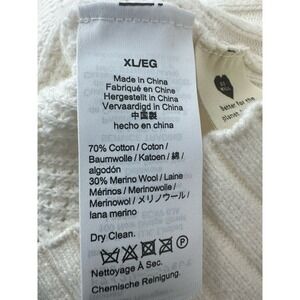 XL/EG
Made in China
Fabriqué en Chine
Hergestellt in China
Vervaardigd in China
中国製
hecho en china
70% Cotton / Coton /
Baumwolle / Katoen / 綿 /
algodón
30% Merino Wool / Laine
Mérinos / Merinowolle /
Merinowol / メリノウール /
lana merino
Dry Clean.
P
Nettoyage À Sec.
Chemische Reinigung.
better for the
planet